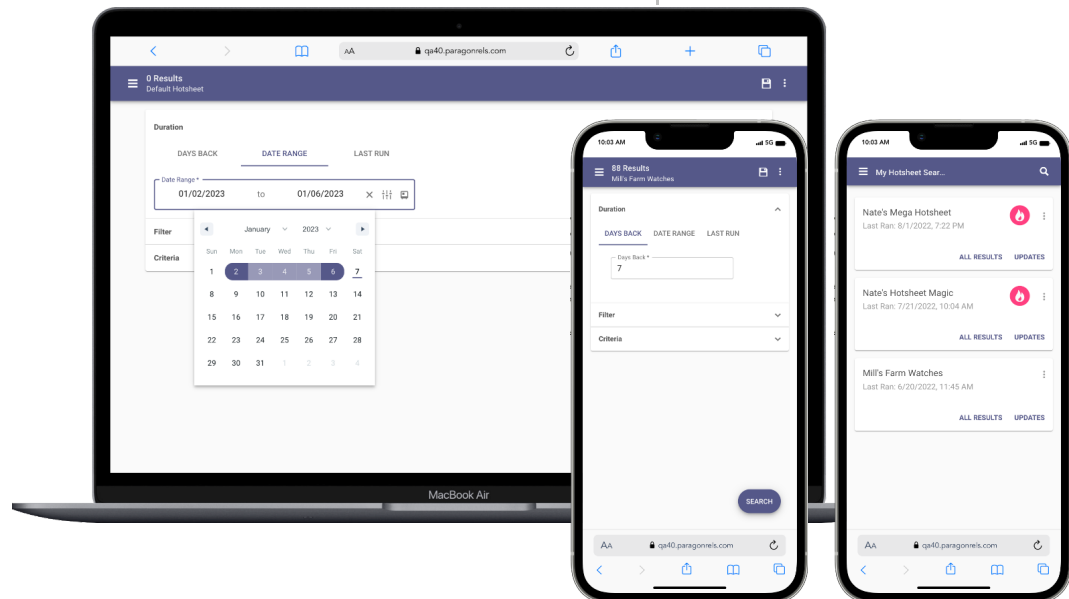 AA qa40.paragonrels.com
0 Results
Default Hotsheet
Duration
DAYS BACK DATE RANGE LAST RUN
Date Range *
01/02/2023 to 01/06/2023
Filter
Criteria
January 2023
Sun Mon Tue Wed Thu Fri Sat
1 2 3 4 5 6 7
8 9 10 11 12 13 14
15 16 17 18 19 20 21
22 23 24 25 26 27 28
29 30 31 1 2 3 4
MacBook Air
10:03 AM 5G
88 Results
Mill's Farm Watches
Duration
DAYS BACK DATE RANGE LAST RUN
Days Back *
7
Filter
Criteria
SEARCH
AA qa40.paragonrels.com
10:03 AM 5G
My Hotsheet Sear...
Nate's Mega Hotsheet
Last Ran: 8/1/2022, 7:22 PM
ALL RESULTS UPDATES
Nate's Hotsheet Magic
Last Ran: 7/21/2022, 10:04 AM
ALL RESULTS UPDATES
Mill's Farm Watches
Last Ran: 6/20/2022, 11:45 AM
ALL RESULTS UPDATES
AA qa40.paragonrels.com